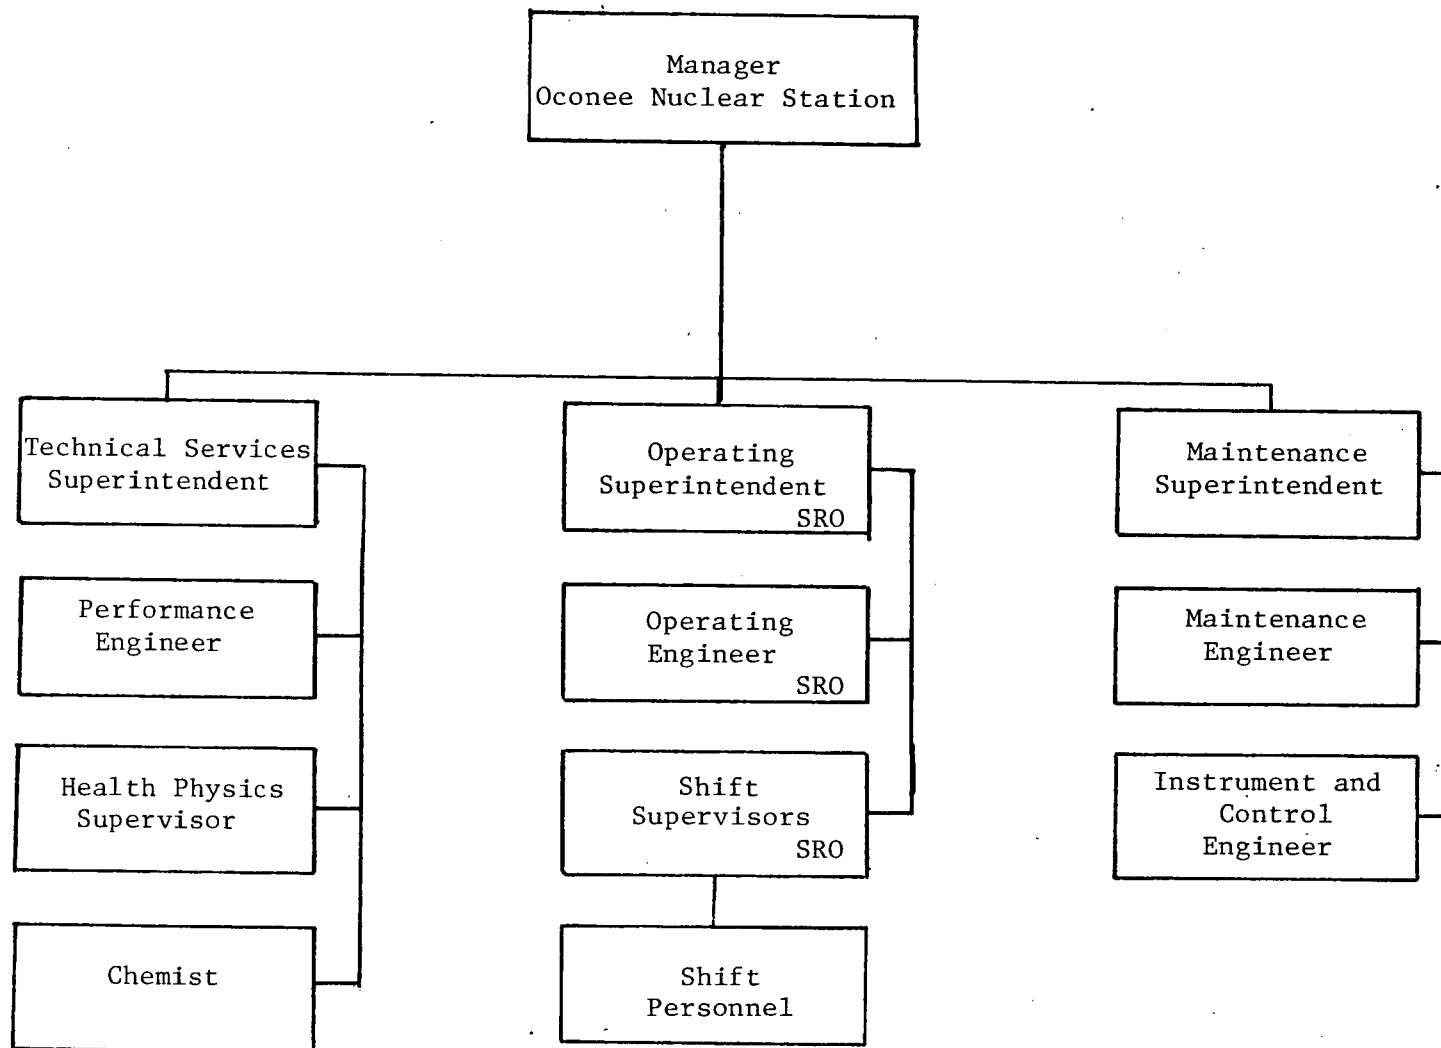 Manager
Oconee Nuclear Station
Technical Services
Superintendent
Operating
Superintendent
SRO
Maintenance
Superintendent
Performance
Engineer
Operating
Engineer
SRO
Maintenance
Engineer
Health Physics
Supervisor
Shift
Supervisors
SRO
Instrument and
Control
Engineer
Chemist
Shift
Personnel